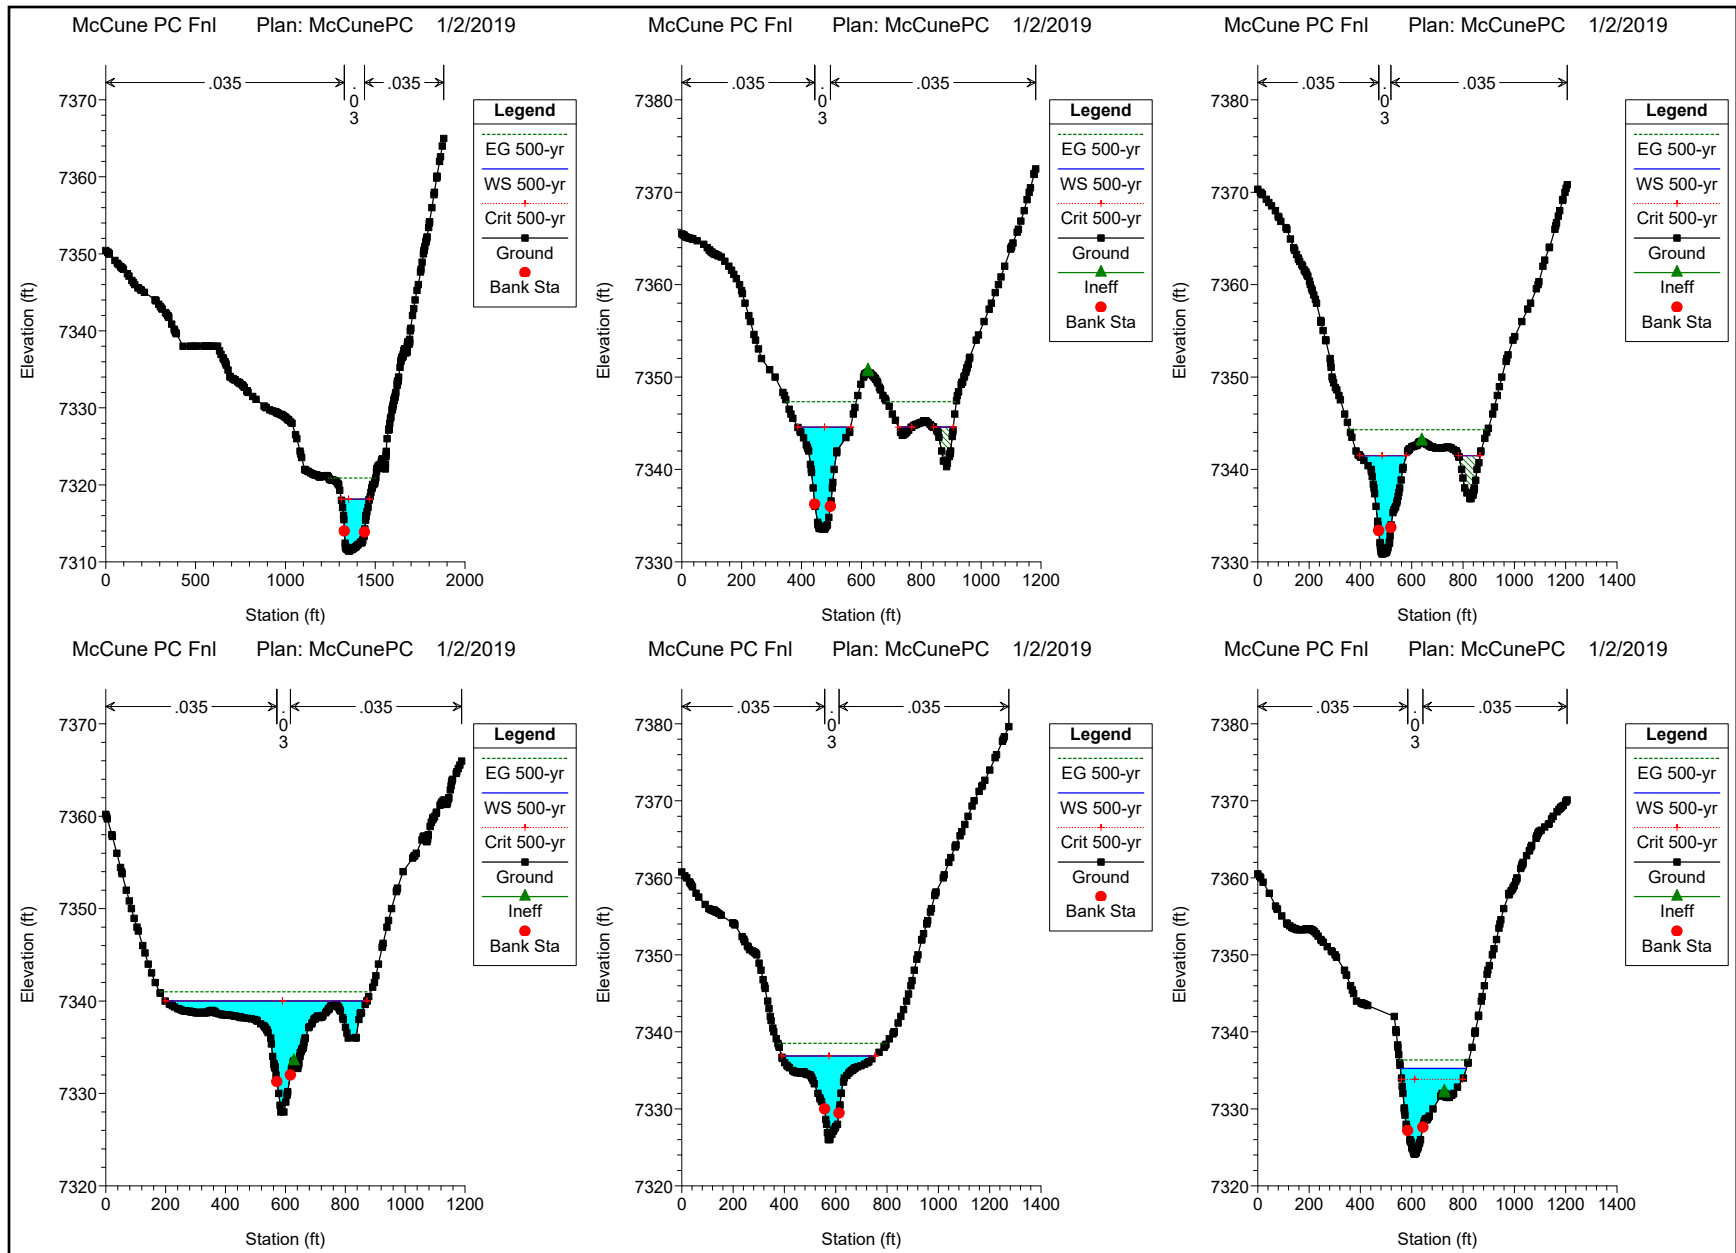 McCune PC Fnl Plan: McCunePC 1/2/2019
.035
.03
.035
7370
7360
7350
7340
7330
7320
7310
Elevation (ft)
0 500 1000 1500 2000
Station (ft)
Legend
EG 500-yr
WS 500-yr
Crit 500-yr
Ground
Bank Sta
McCune PC Fnl Plan: McCunePC 1/2/2019
.035
.03
.035
7380
7370
7360
7350
7340
7330
Elevation (ft)
0 200 400 600 800 1000 1200
Station (ft)
Legend
EG 500-yr
WS 500-yr
Crit 500-yr
Ground
Ineff
Bank Sta
McCune PC Fnl Plan: McCunePC 1/2/2019
.035
.03
.035
7380
7370
7360
7350
7340
7330
Elevation (ft)
0 200 400 600 800 1000 1200 1400
Station (ft)
Legend
EG 500-yr
WS 500-yr
Crit 500-yr
Ground
Ineff
Bank Sta
McCune PC Fnl Plan: McCunePC 1/2/2019
.035
.03
.035
7370
7360
7350
7340
7330
7320
Elevation (ft)
0 200 400 600 800 1000 1200
Station (ft)
Legend
EG 500-yr
WS 500-yr
Crit 500-yr
Ground
Ineff
Bank Sta
McCune PC Fnl Plan: McCunePC 1/2/2019
.035
.03
.035
7380
7370
7360
7350
7340
7330
7320
Elevation (ft)
0 200 400 600 800 1000 1200 1400
Station (ft)
Legend
EG 500-yr
WS 500-yr
Crit 500-yr
Ground
Bank Sta
McCune PC Fnl Plan: McCunePC 1/2/2019
.035
.03
.035
7380
7370
7360
7350
7340
7330
7320
Elevation (ft)
0 200 400 600 800 1000 1200 1400
Station (ft)
Legend
EG 500-yr
WS 500-yr
Crit 500-yr
Ground
Ineff
Bank Sta